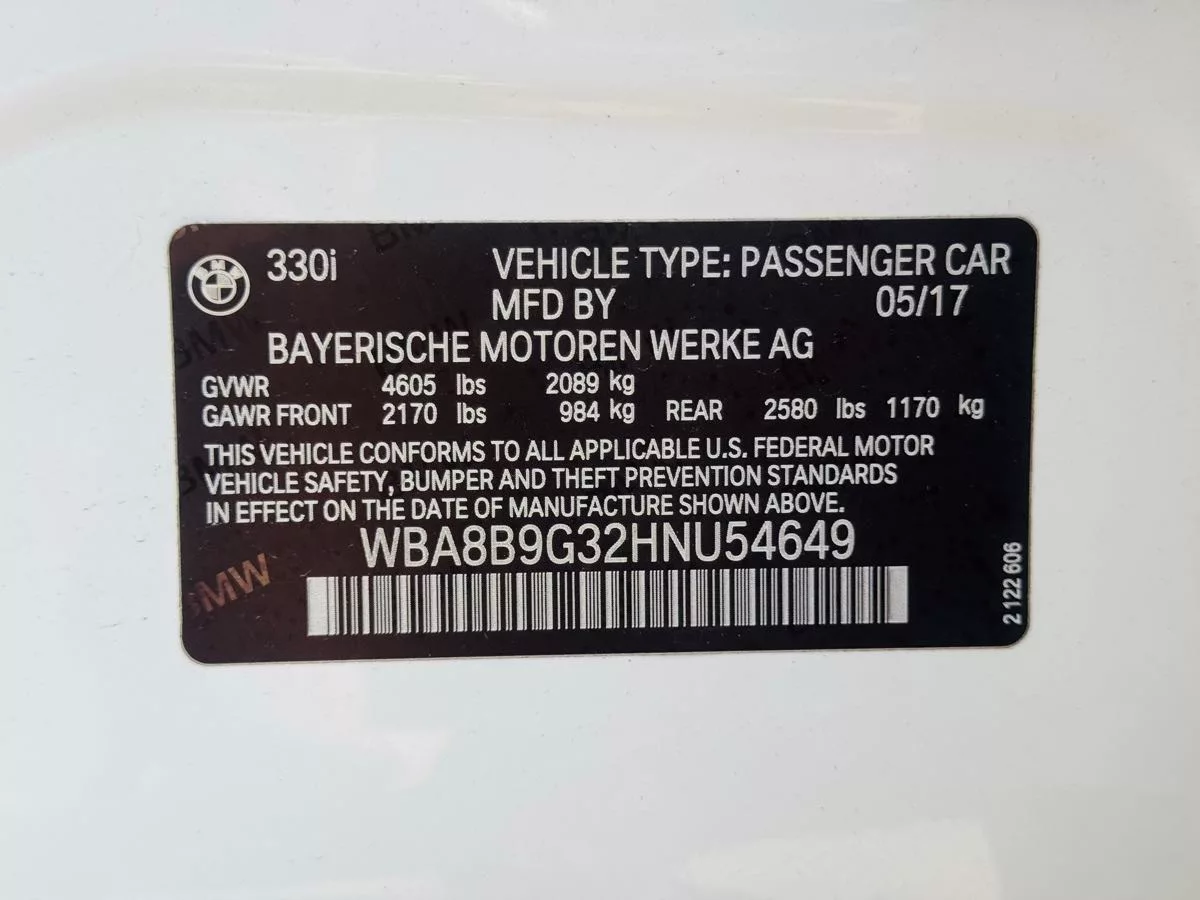 330i VEHICLE TYPE: PASSENGER CAR
MFD BY 05/17
BAYERISCHE MOTOREN WERKE AG
GVWR 4605 lbs 2089 kg
GAWR FRONT 2170 lbs 984 kg REAR 2580 lbs 1170 kg
THIS VEHICLE CONFORMS TO ALL APPLICABLE U.S. FEDERAL MOTOR
VEHICLE SAFETY, BUMPER AND THEFT PREVENTION STANDARDS
IN EFFECT ON THE DATE OF MANUFACTURE SHOWN ABOVE.
WBA8B9G32HNU54649
2 122 606
BMW